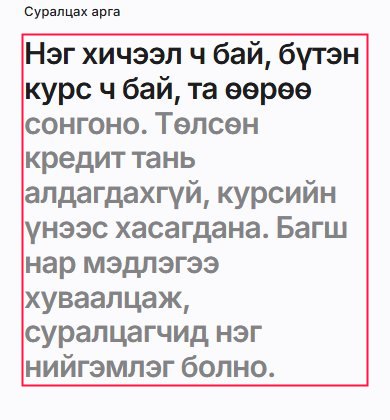 Суралцах арга
Нэг хичээл ч бай, бүтэн
курс ч бай, та өөрөө
сонгоно. Төлсөн
кредит тань
алдагдахгүй, курсийн
үнээс хасагдана. Багш
нар мэдлэгээ
хуваалцаж,
суралцагчид нэг
нийгэмлэг болно.